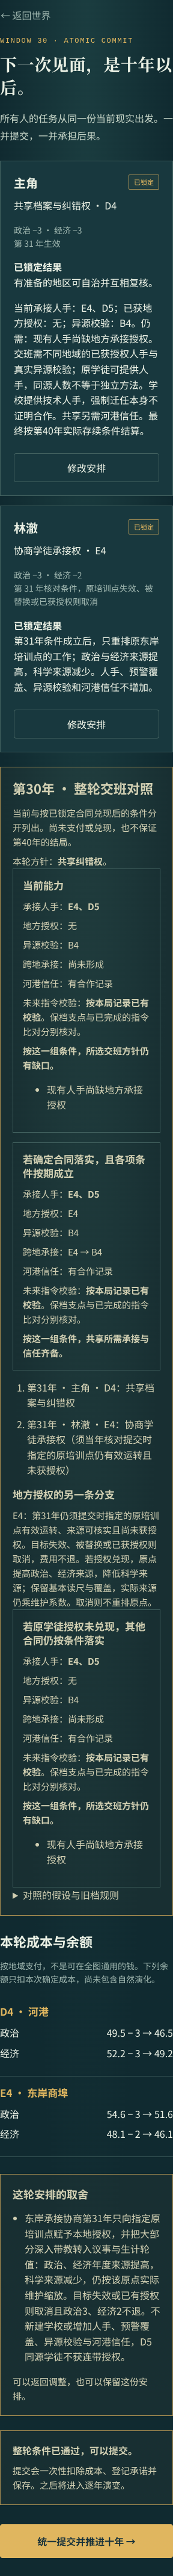 ← 返回世界
WINDOW 30 · ATOMIC COMMIT
下一次见面，是十年以
后。
所有人的任务从同一份当前现实出发。一
并提交，一并承担后果。
主角
已锁定
共享档案与纠错权 · D4
政治 −3 · 经济 −3
第 31 年生效
已锁定结果
有准备的地区可自治并互相复核。
当前承接人手：E4、D5；已获地
方授权：无；异源校验：B4。仍
需：现有人手尚缺地方承接授权。
交班需不同地域的已获授权人手与
真实异源校验；原学徒可提供人
手，同源人数不等于独立方法。学
校提供技术人手，强制迁任本身不
证明合作。共享另需河港信任。最
终按第40年实际存续条件结算。
修改安排
林澈
已锁定
协商学徒承接权 · E4
政治 −3 · 经济 −2
第 31 年核对条件，原培训点失效、被
替换或已获授权则取消
已锁定结果
第31年条件成立后，只重排原东岸
培训点的工作；政治与经济来源提
高，科学来源减少。人手、预警覆
盖、异源校验和河港信任不增加。
修改安排
第30年 · 整轮交班对照
当前与按已锁定合同兑现后的条件分
开列出。尚未支付或兑现，也不保证
第40年的结局。
本轮方针：共享纠错权。
当前能力
承接人手：E4、D5
地方授权：无
异源校验：B4
跨地承接：尚未形成
河港信任：有合作记录
未来指令校验：按本局记录已有
校验。保档支点与已完成的指令
比对分别核对。
按这一组条件，所选交班方针仍
有缺口。
• 现有人手尚缺地方承接
授权
若确定合同落实，且各项条
件按期成立
承接人手：E4、D5
地方授权：E4
异源校验：B4
跨地承接：E4 → B4
河港信任：有合作记录
未来指令校验：按本局记录已有
校验。保档支点与已完成的指令
比对分别核对。
按这一组条件，共享所需承接与
信任齐备。
1. 第31年 · 主角 · D4：共享档
案与纠错权
2. 第31年 · 林澈 · E4：协商学
徒承接权（须当年核对提交时
指定的原培训点仍有效运转且
未获授权）
地方授权的另一条分支
E4：第31年仍须提交时指定的原培训
点有效运转、来源可核实且尚未获授
权。目标失效、被替换或已获授权则
取消，费用不退。若授权兑现，原点
提高政治、经济来源，降低科学来
源；保留基本读尺与覆盖，实际来源
仍乘维护系数。取消则不重排原点。
若原学徒授权未兑现，其他
合同仍按条件落实
承接人手：E4、D5
地方授权：无
异源校验：B4
跨地承接：尚未形成
河港信任：有合作记录
未来指令校验：按本局记录已有
校验。保档支点与已完成的指令
比对分别核对。
按这一组条件，所选交班方针仍
有缺口。
• 现有人手尚缺地方承接
授权
▶ 对照的假设与旧档规则
本轮成本与余额
按地域支付，不是可在全图通用的钱。下列余
额只扣本次确定成本，尚未包含自然演化。
D4 · 河港
政治 49.5 − 3 → 46.5
经济 52.2 − 3 → 49.2
E4 · 东岸商埠
政治 54.6 − 3 → 51.6
经济 48.1 − 2 → 46.1
这轮安排的取舍
• 东岸承接协商第31年只向指定原
培训点赋予本地授权，并把大部
分深入带教转入议事与生计轮
值：政治、经济年度来源提高，
科学来源减少，仍按该原点实际
维护缩放。目标失效或已有授权
则取消且政治3、经济2不退。不
新建学校或增加人手、预警覆
盖、异源校验与河港信任，D5
同源学徒不获连带授权。
可以返回调整，也可以保留这份安
排。
整轮条件已通过，可以提交。
提交会一次性扣除成本、登记承诺并
保存。之后将进入逐年演变。
统一提交并推进十年 →